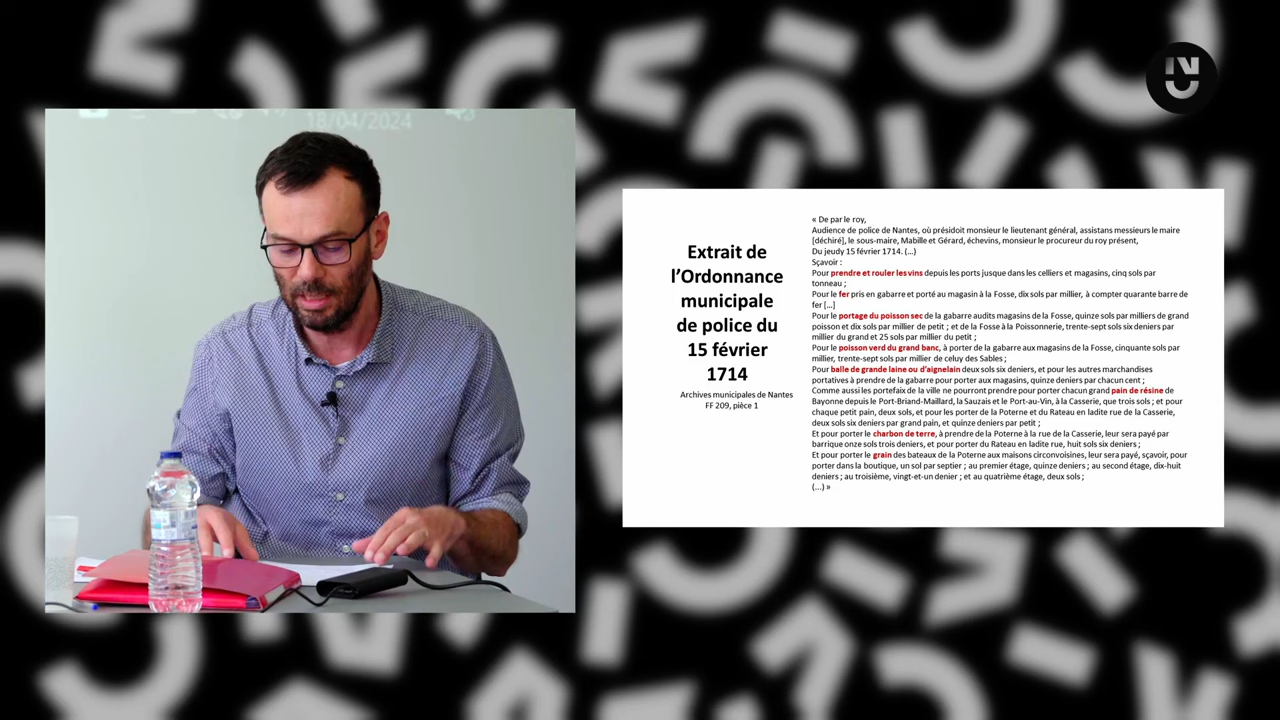 18/04/2024
Extrait de
l'Ordonnance
municipale
de police du
15 février
1714
Archives municipales de Nantes
FF 209, pièce 1
« De par le roy,
Audience de police de Nantes, où présidoit monsieur le lieutenant général, assistans messieurs le maire
[déchiré], le sous-maire, Mabille et Gérard, échevins, monsieur le procureur du roy présent,
Du jeudy 15 février 1714. (...)
Sçavoir :
Pour prendre et rouler les vins depuis les ports jusque dans les celliers et magasins, cinq sols par
tonneau ;
Pour le fer pris en gabarre et porté au magasin à la Fosse, dix sols par millier, à compter quarante barre de
fer [...]
Pour le portage du poisson sec de la gabarre audits magasins de la Fosse, quinze sols par milliers de grand
poisson et dix sols par millier de petit ; et de la Fosse à la Poissonnerie, trente-sept sols six deniers par
millier du grand et 25 sols par millier du petit ;
Pour le poisson verd du grand banc, à porter de la gabarre aux magasins de la Fosse, cinquante sols par
millier, trente-sept sols par millier de celuy des Sables ;
Pour balle de grande laine ou d'aignelain deux sols six deniers, et pour les autres marchandises
portatives à prendre de la gabarre pour porter aux magasins, quinze deniers par chacun cent ;
Comme aussi les portefaix de la ville ne pourront prendre pour porter chacun grand pain de résine de
Bayonne depuis le Port-Briand-Maillard, la Sauzais et le Port-au-Vin, à la Casserie, que trois sols ; et pour
chaque petit pain, deux sols, et pour les porter de la Poterne et du Rateau en ladite rue de la Casserie,
deux sols six deniers par grand pain, et quinze deniers par petit ;
Et pour porter le charbon de terre, à prendre de la Poterne à la rue de la Casserie, leur sera payé par
barrique onze sols trois deniers, et pour porter du Rateau en ladite rue, huit sols six deniers ;
Et pour porter le grain des bateaux de la Poterne aux maisons circonvoisines, leur sera payé, sçavoir, pour
porter dans la boutique, un sol par septier ; au premier étage, quinze deniers ; au second étage, dix-huit
deniers ; au troisième, vingt-et-un denier ; et au quatrième étage, deux sols ;
(...) »